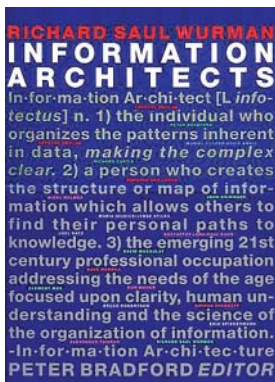 RICHARD SAUL WURMAN
INFORMATION
ARCHITECTS
In·for·ma·tion Ar·chi·tect [L info-
tectus] n. 1) the individual who
organizes the patterns inherent
in data, making the complex
clear. 2) a person who creates
the structure or map of infor-
mation which allows others to
find their personal paths to
knowledge. 3) the emerging 21st
century professional occupation
addressing the needs of the age
focused upon clarity, human un-
derstanding and the science of
the organization of information.
-In·for·ma·tion Ar·chi·tec·ture
PETER BRADFORD EDITOR